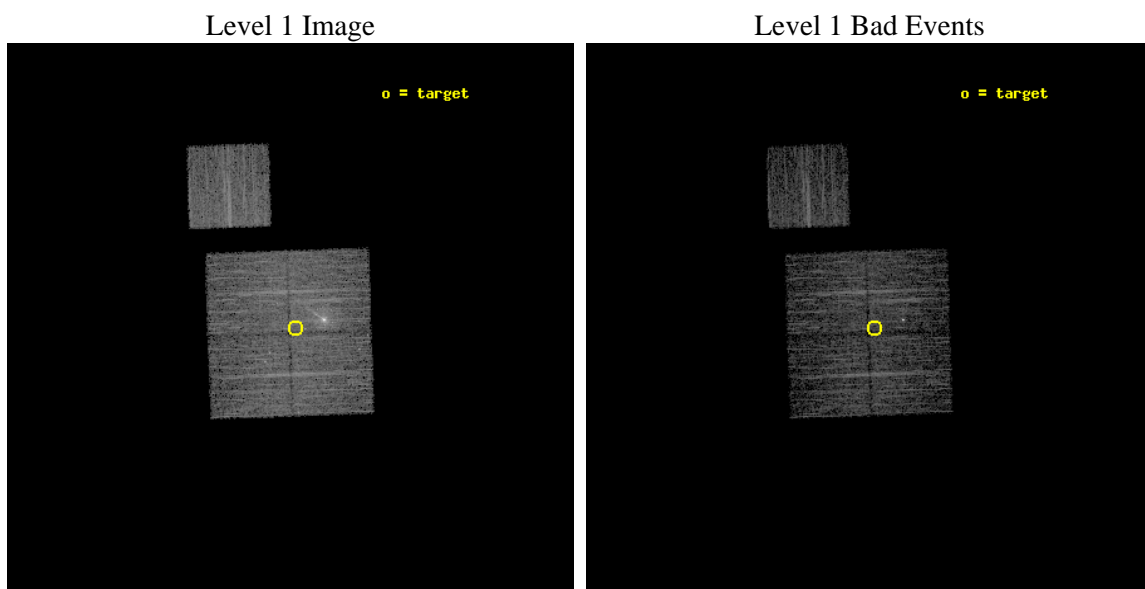 Level 1 Image
Level 1 Bad Events
o = target
o = target